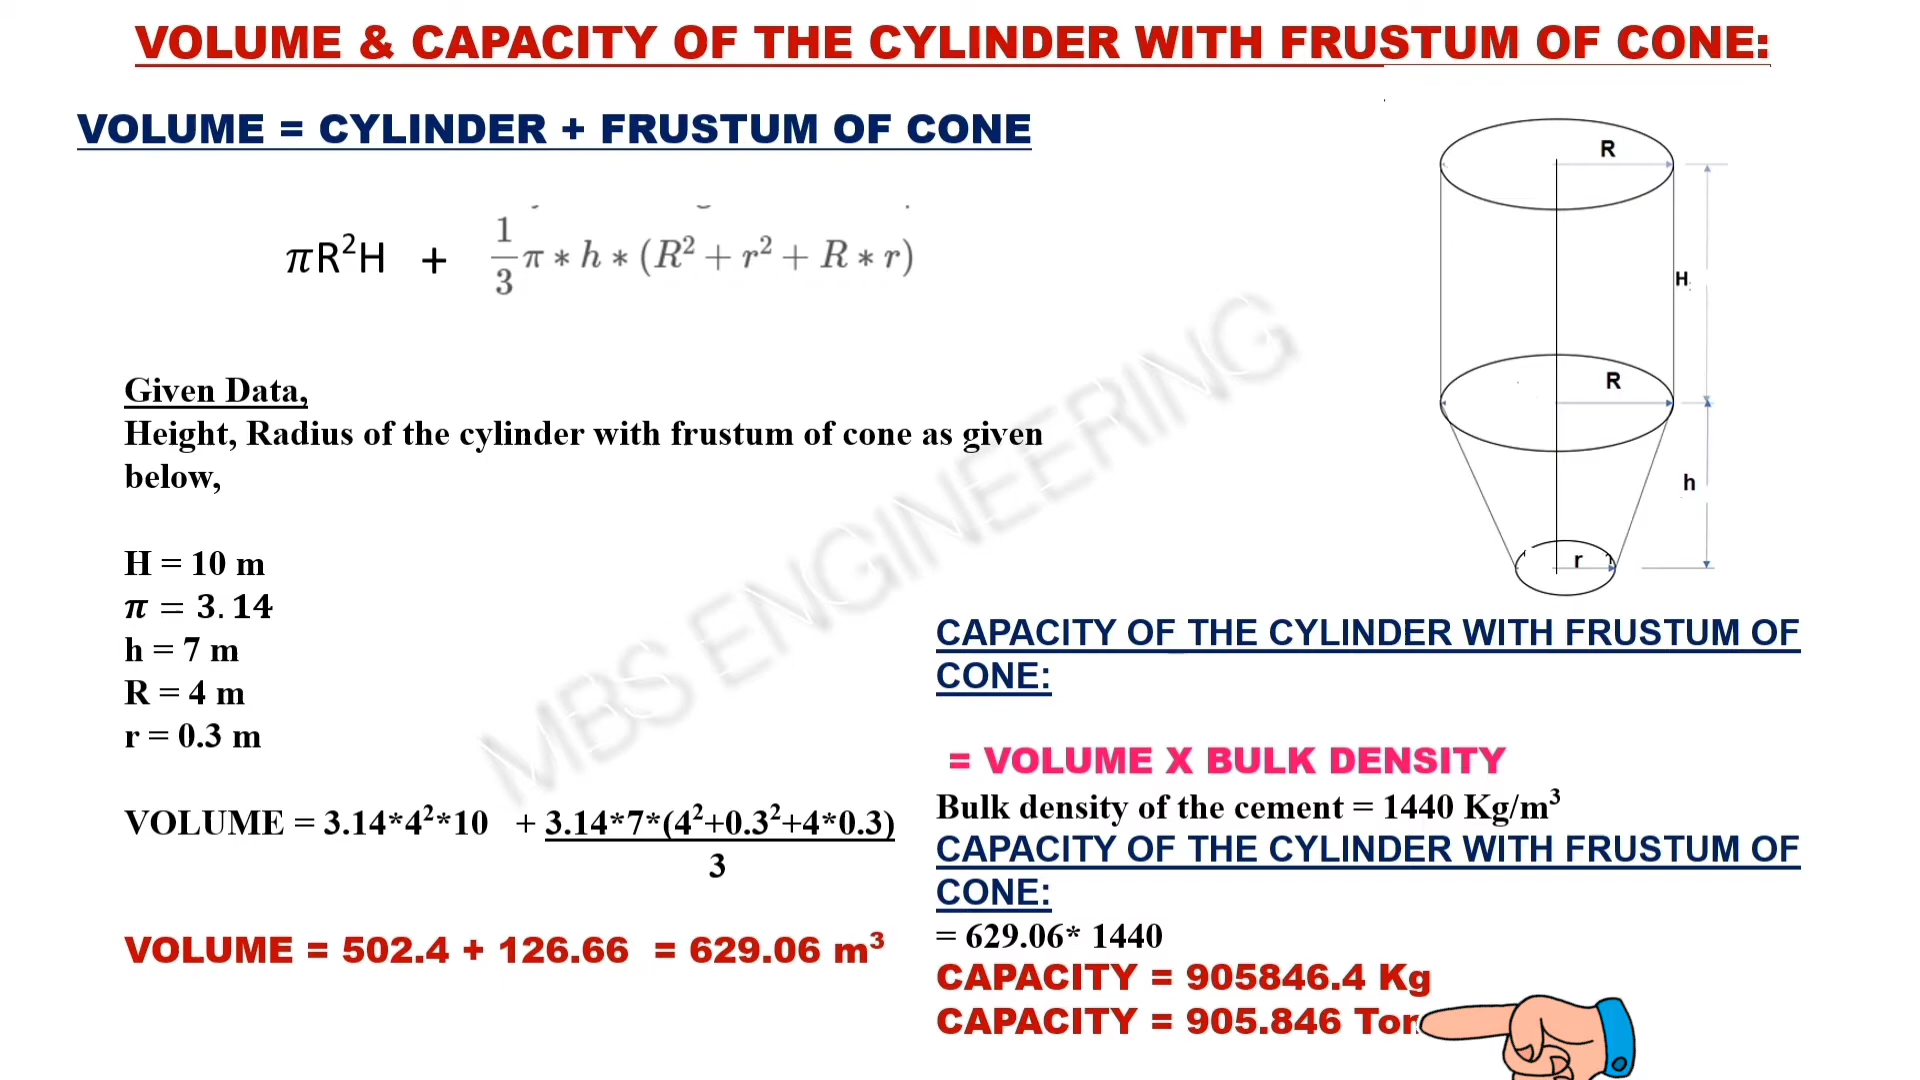 VOLUME & CAPACITY OF THE CYLINDER WITH FRUSTUM OF CONE:
VOLUME = CYLINDER + FRUSTUM OF CONE
πR²H + 1/3 π * h * (R² + r² + R * r)
Given Data,
Height, Radius of the cylinder with frustum of cone as given
below,
H = 10 m
π = 3.14
h = 7 m
R = 4 m
r = 0.3 m
VOLUME = 3.14*4²*10 + 3.14*7*(4²+0.3²+4*0.3)
3
VOLUME = 502.4 + 126.66 = 629.06 m³
R
H
R
h
r
CAPACITY OF THE CYLINDER WITH FRUSTUM OF
CONE:
= VOLUME X BULK DENSITY
Bulk density of the cement = 1440 Kg/m³
CAPACITY OF THE CYLINDER WITH FRUSTUM OF
CONE:
= 629.06* 1440
CAPACITY = 905846.4 Kg
CAPACITY = 905.846
MBS ENGINEERING